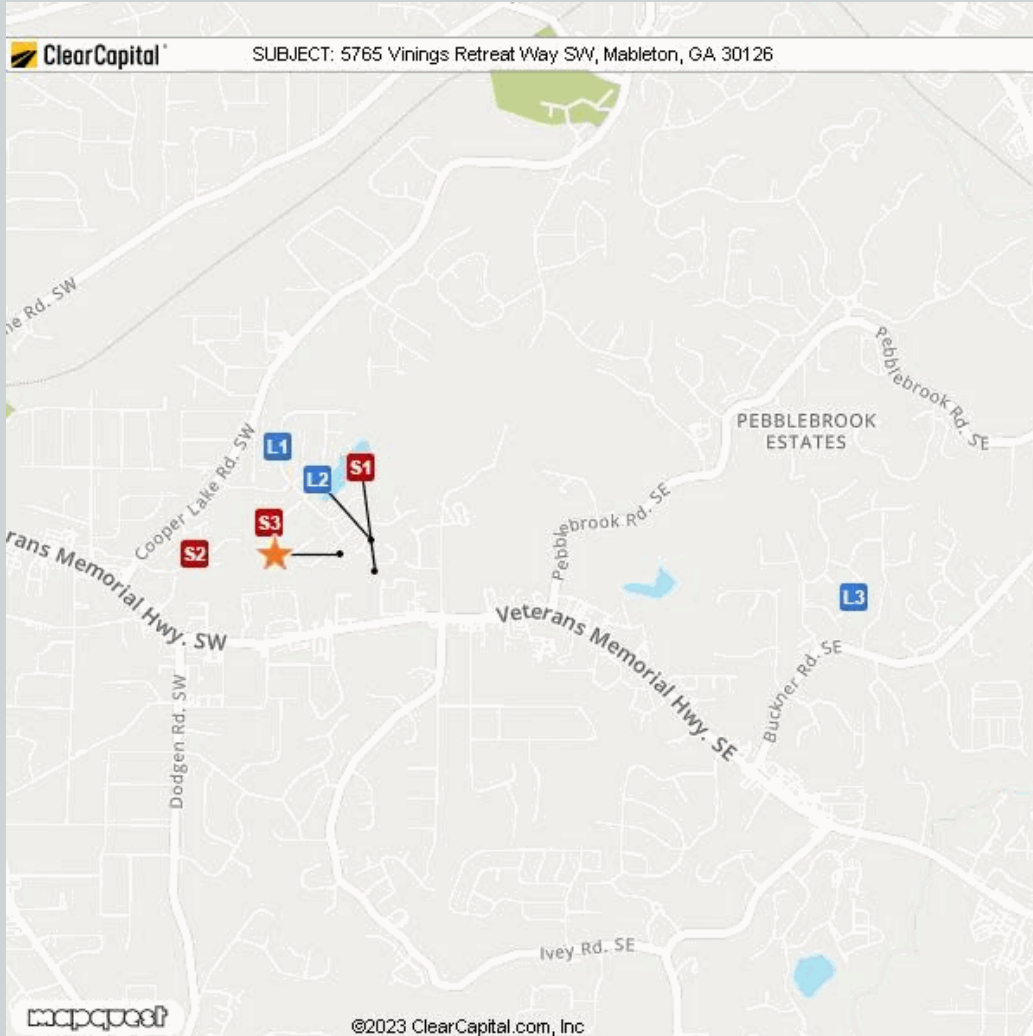 ClearCapital
SUBJECT: 5765 Vinings Retreat Way SW, Mableton, GA 30126
ne Rd. SW
Pebblebrook Rd. SE
PEBBLEBROOK
ESTATES
Cooper Lake Rd. SW
L1
L2
S1
S3
S2
Pebblebrook Rd. SE
rans Memorial Hwy. SW
L3
Veterans Memorial Hwy. SE
Buckner Rd. SE
Dodgen Rd. SW
Ivey Rd. SE
mapquest
©2023 ClearCapital.com, Inc